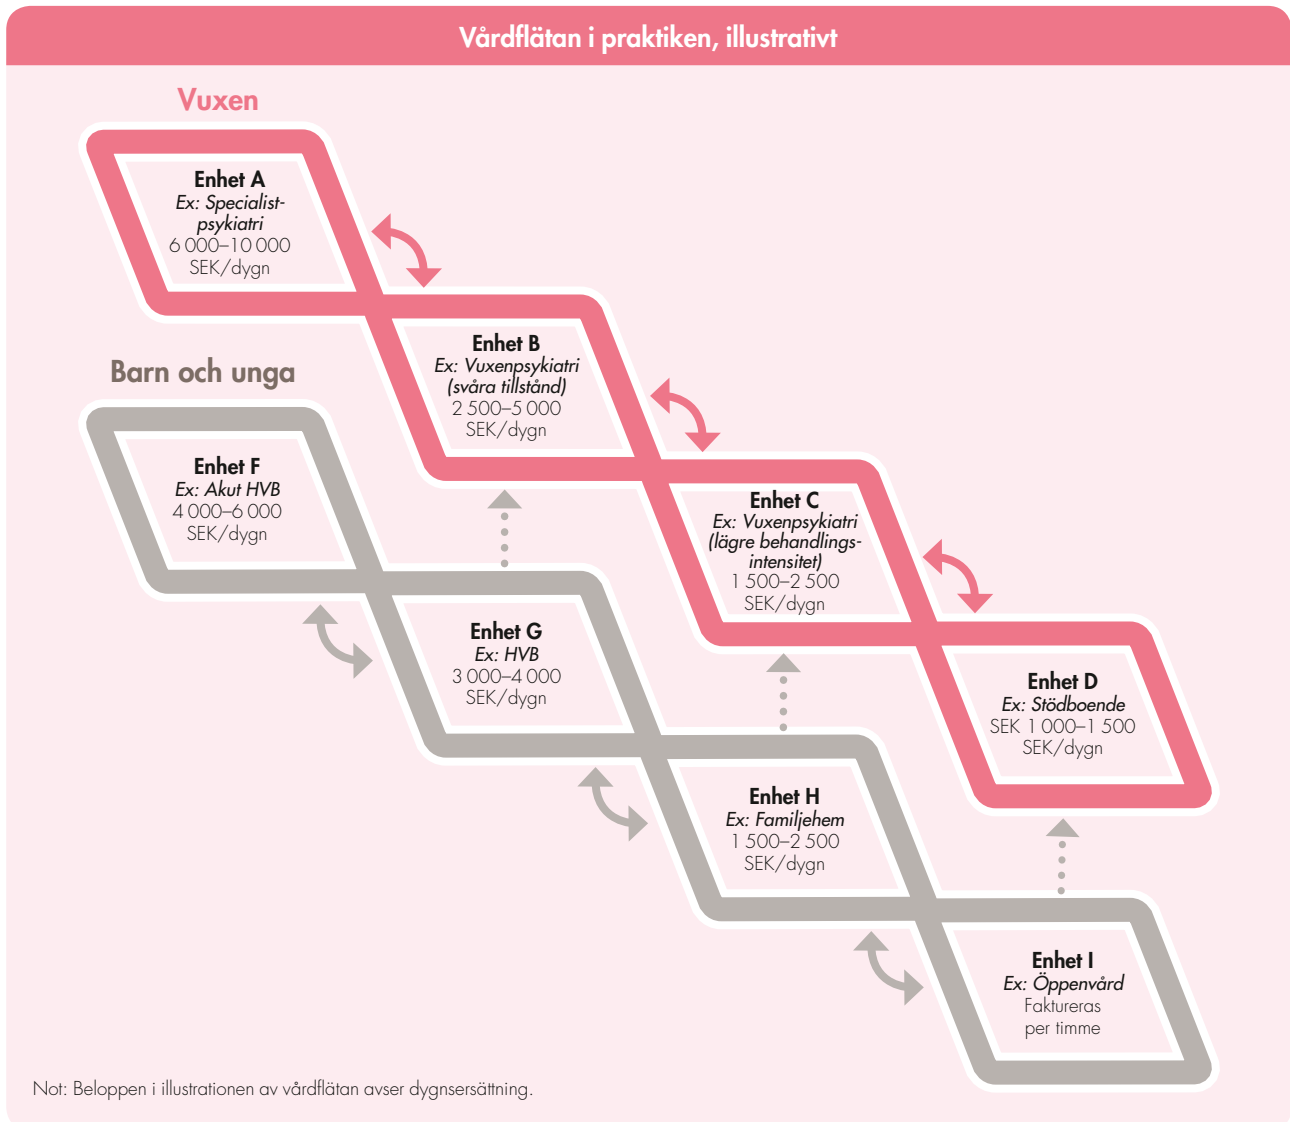 Vårdflätan i praktiken, illustrativt
Vuxen
Enhet A
Ex: Specialist-
psykiatri
6 000–10 000
SEK/dygn
Enhet B
Ex: Vuxenpsykiatri
(svåra tillstånd)
2 500–5 000
SEK/dygn
Enhet C
Ex: Vuxenpsykiatri
(lägre behandlings-
intensitet)
1 500–2 500
SEK/dygn
Enhet D
Ex: Stödboende
SEK 1 000–1 500
SEK/dygn
Barn och unga
Enhet F
Ex: Akut HVB
4 000–6 000
SEK/dygn
Enhet G
Ex: HVB
3 000–4 000
SEK/dygn
Enhet H
Ex: Familjehem
1 500–2 500
SEK/dygn
Enhet I
Ex: Öppenvård
Faktureras
per timme
Not: Beloppen i illustrationen av vårdflätan avser dygnsersättning.